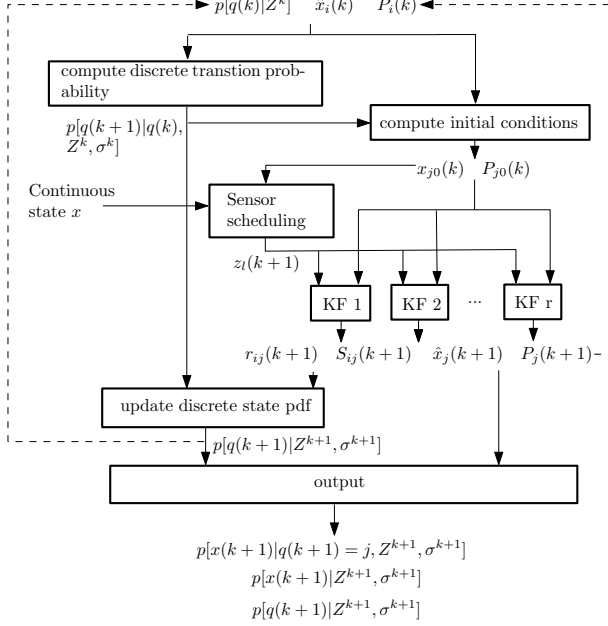 p[q(k)|Z^k] x̂_i(k) P_i(k)
compute discrete transtion prob-
ability
p[q(k+1)|q(k),
Z^k, σ^k]
compute initial conditions
x_{j0}(k) P_{j0}(k)
Continuous
state x
Sensor
scheduling
z_l(k+1)
KF 1 KF 2 ... KF r
r_{ij}(k+1) S_{ij}(k+1) x̂_j(k+1) P_j(k+1)
update discrete state pdf
p[q(k+1)|Z^{k+1}, σ^{k+1}]
output
p[x(k+1)|q(k+1) = j, Z^{k+1}, σ^{k+1}]
p[x(k+1)|Z^{k+1}, σ^{k+1}]
p[q(k+1)|Z^{k+1}, σ^{k+1}]